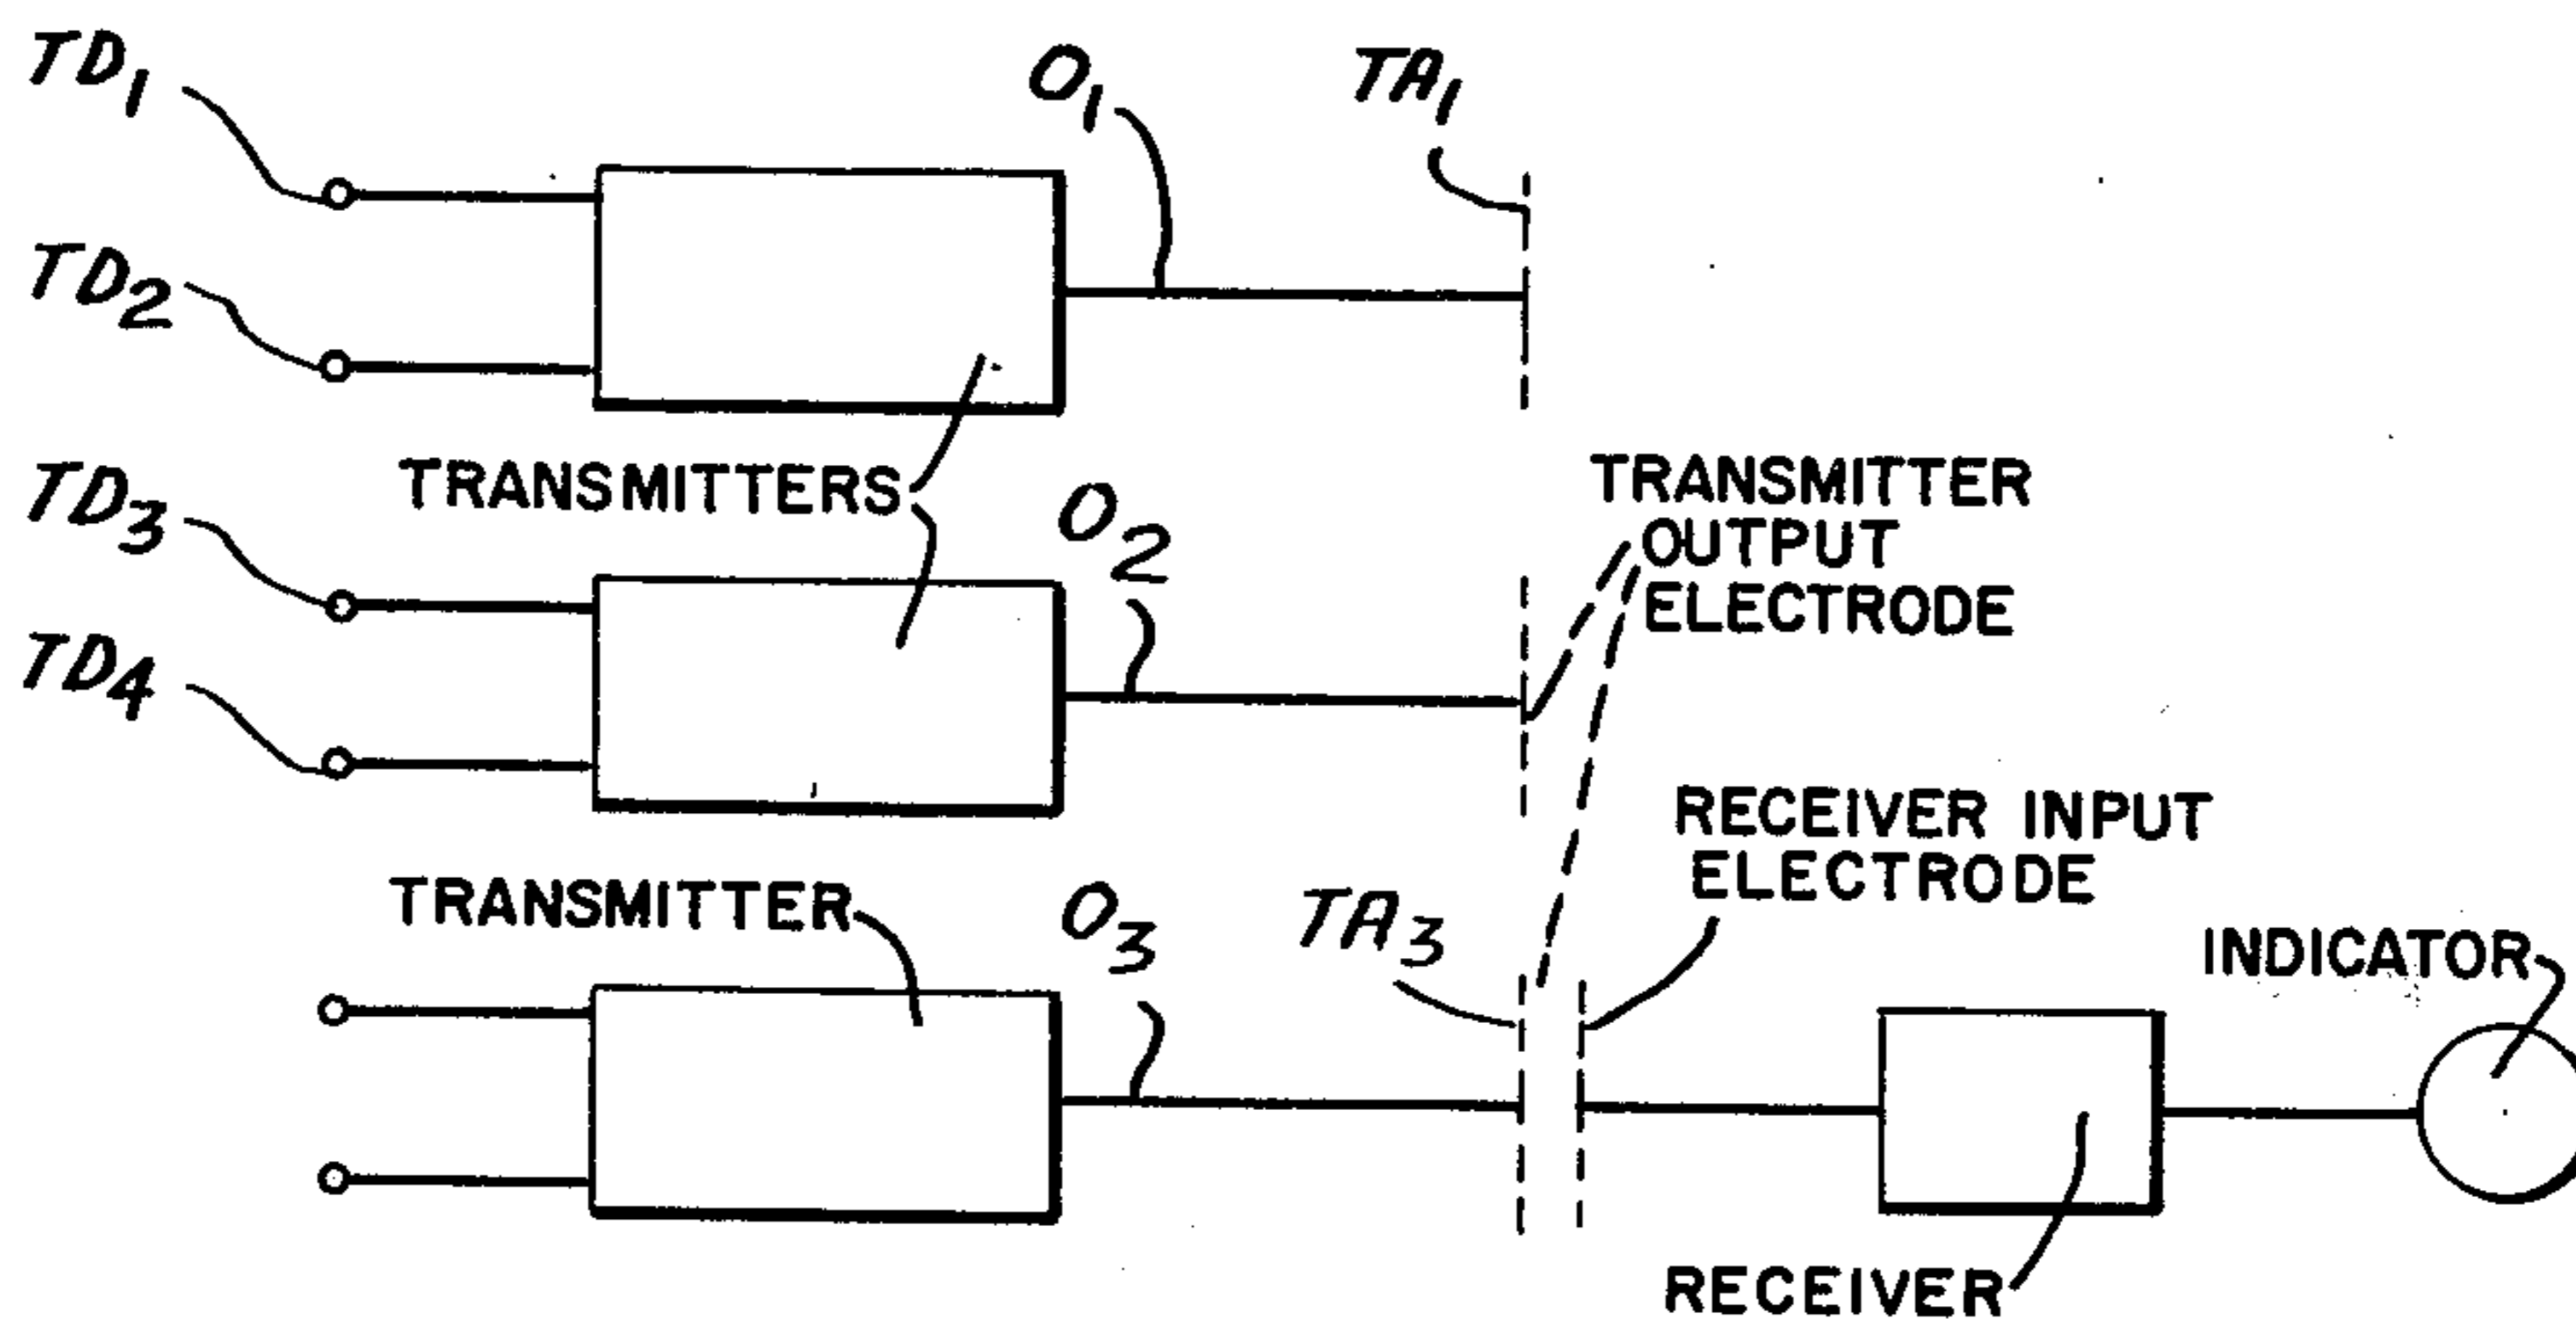 TD1
O1
TA1
TD2
TRANSMITTERS
TD3
O2
TRANSMITTER
OUTPUT
ELECTRODE
TD4
RECEIVER INPUT
ELECTRODE
TRANSMITTER
O3
TA3
INDICATOR
RECEIVER